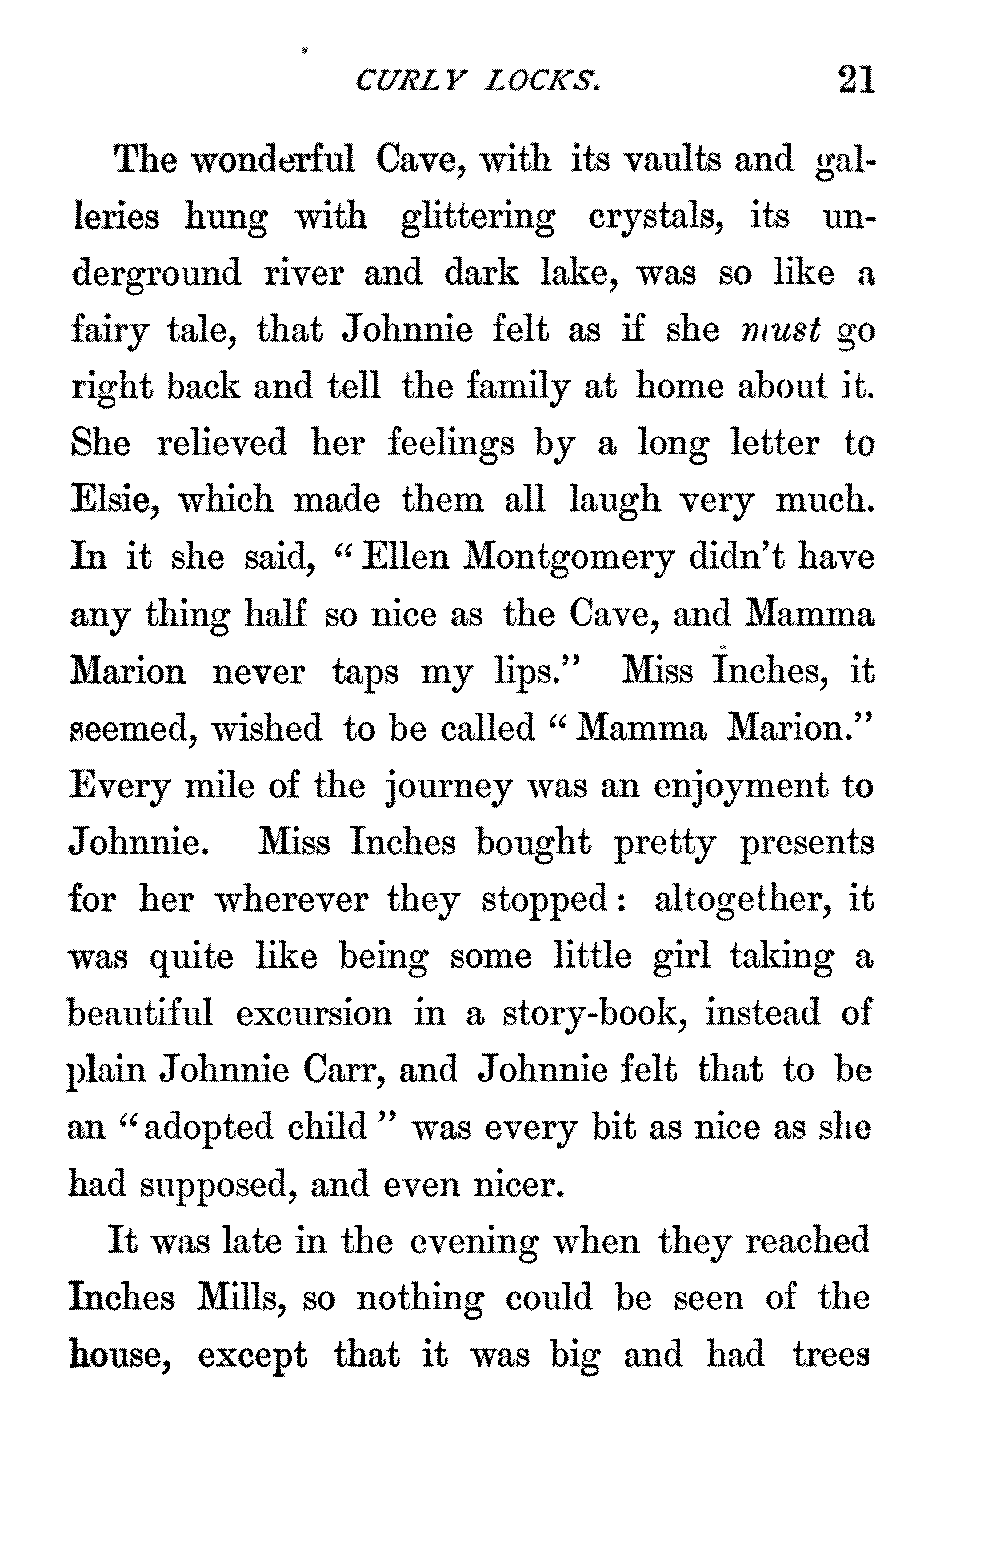 CURLY LOCKS. 21
The wonderful Cave, with its vaults and gal-
leries hung with glittering crystals, its un-
derground river and dark lake, was so like a
fairy tale, that Johnnie felt as if she must go
right back and tell the family at home about it.
She relieved her feelings by a long letter to
Elsie, which made them all laugh very much.
In it she said, “Ellen Montgomery didn’t have
any thing half so nice as the Cave, and Mamma
Marion never taps my lips.” Miss Inches, it
seemed, wished to be called “Mamma Marion.”
Every mile of the journey was an enjoyment to
Johnnie. Miss Inches bought pretty presents
for her wherever they stopped: altogether, it
was quite like being some little girl taking a
beautiful excursion in a story-book, instead of
plain Johnnie Carr, and Johnnie felt that to be
an “adopted child” was every bit as nice as she
had supposed, and even nicer.
It was late in the evening when they reached
Inches Mills, so nothing could be seen of the
house, except that it was big and had trees